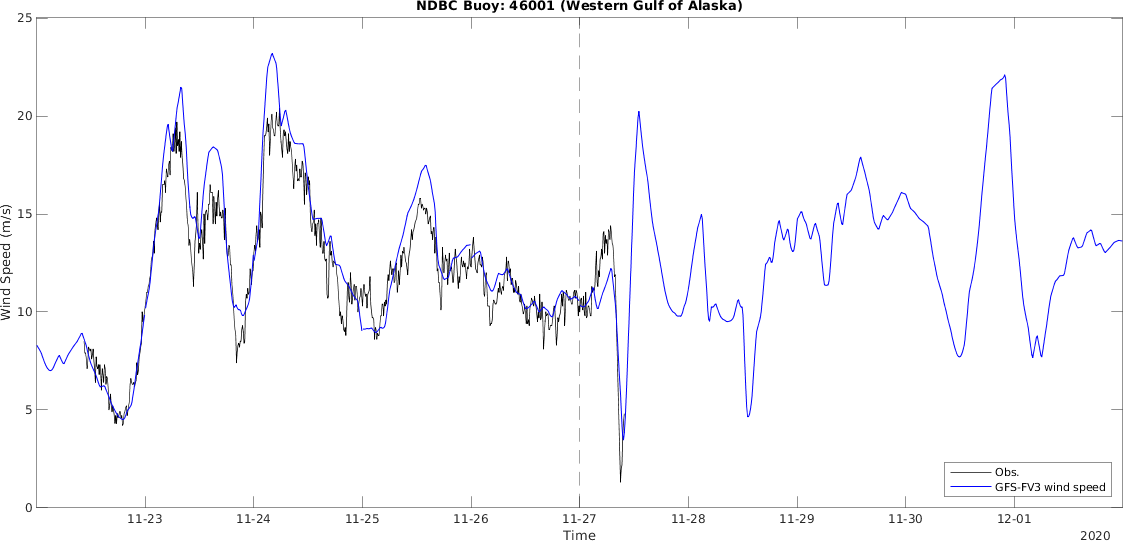 NDBC Buoy: 46001 (Western Gulf of Alaska)
25
20
15
10
5
0
Wind Speed (m/s)
11-23 11-24 11-25 11-26 11-27 11-28 11-29 11-30 12-01
Time
2020
Obs.
GFS-FV3 wind speed